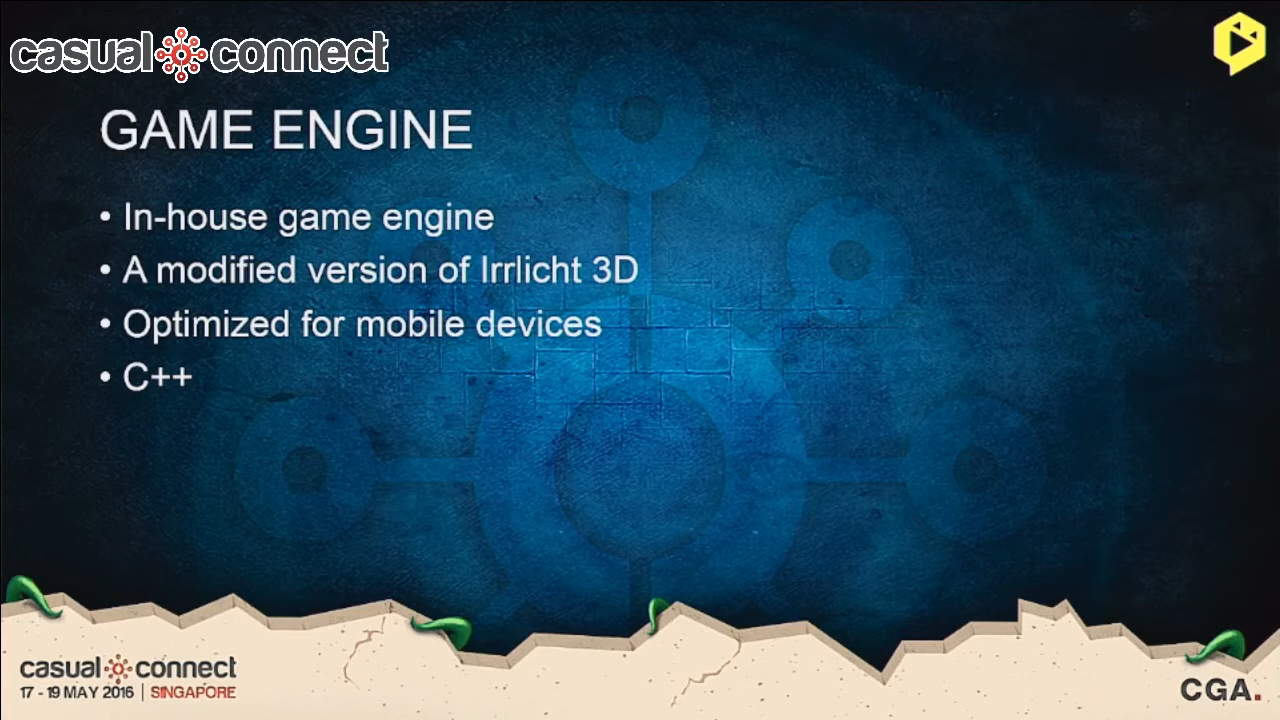 casual connect
GAME ENGINE
• In-house game engine
• A modified version of Irrlicht 3D
• Optimized for mobile devices
• C++
casual connect
17 - 19 MAY 2016 | SINGAPORE
CGA.